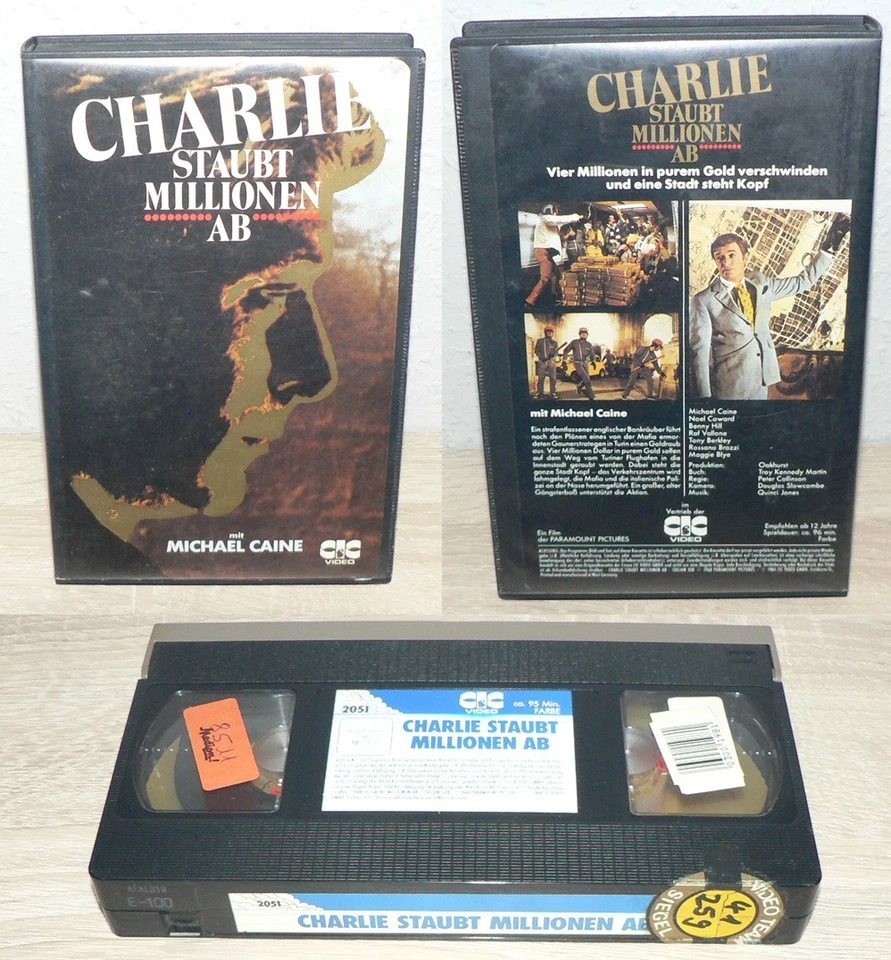 CHARLIE
STAUBT
MILLIONEN
AB
mit
MICHAEL CAINE
CIC
VIDEO
CHARLIE
STAUBT
MILLIONEN
AB
Vier Millionen in purem Gold verschwinden
und eine Stadt steht Kopf
mit Michael Caine
Ein strafentlassener englischer Bankräuber führt
nach den Plänen eines von der Mafia ermor-
deten Gaunerstrategen in Turin einen Goldraub
aus. Vier Millionen Dollar in purem Gold sollen
auf dem Weg vom Turiner Flughafen in die
Innenstadt geraubt werden. Dabei steht die
ganze Stadt Kopf – das Verkehrszentrum wird
lahmgelegt, die Mafia und die italienische Poli-
zei an der Nase herumgeführt. Ein großer, alter
Gangsterboß unterstützt die Aktion.
Michael Caine
Noel Coward
Benny Hill
Raf Vallone
Tony Berkley
Rossano Brazzi
Maggie Blye
Produktion: Oakhurst
Buch: Troy Kennedy Martin
Regie: Peter Collinson
Kamera: Douglas Slowcombe
Musik: Quinci Jones
Ein Film
der PARAMOUNT PICTURES
im
Vertrieb der
CIC
VIDEO
Empfohlen ab 12 Jahre
Spieldauer: ca. 96 min.
Farbe
2051
CIC
VIDEO
ca. 95 Min.
FARBE
CHARLIE STAUBT
MILLIONEN AB
E-100
2051
CHARLIE STAUBT MILLIONEN AB
VIDEO
SIEGEL
41
259